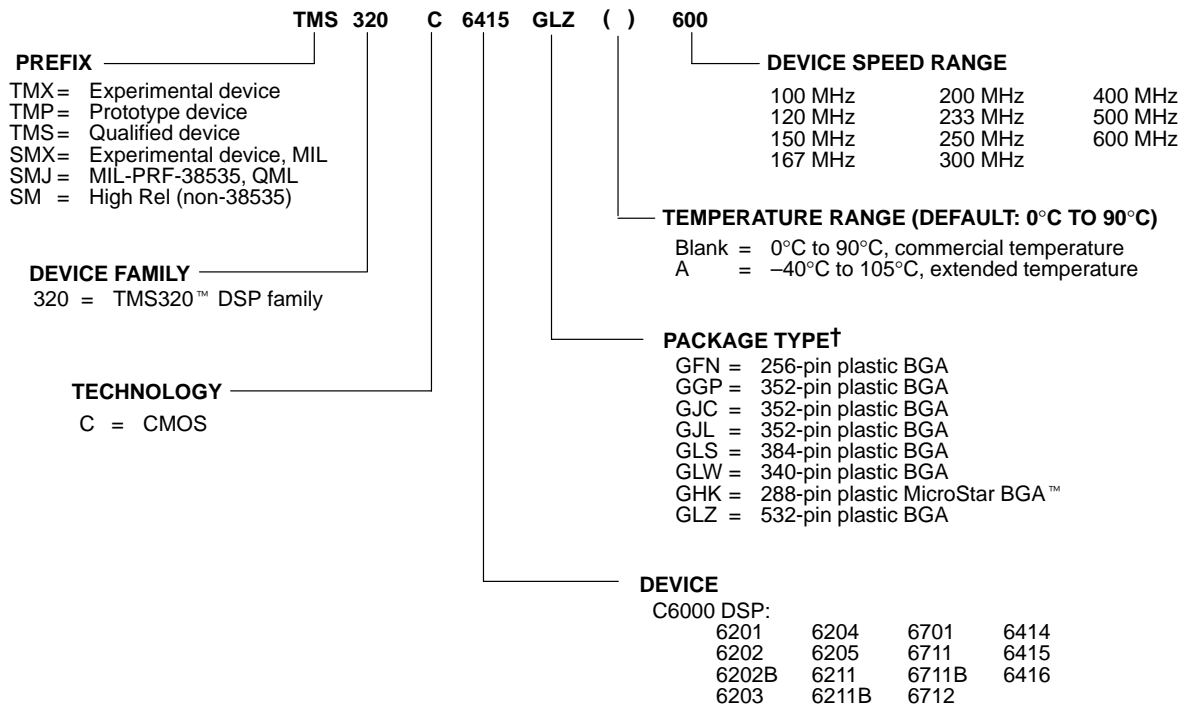 TMS 320 C 6415 GLZ ( ) 600
PREFIX
TMX = Experimental device
TMP = Prototype device
TMS = Qualified device
SMX = Experimental device, MIL
SMJ = MIL-PRF-38535, QML
SM = High Rel (non-38535)
DEVICE SPEED RANGE
100 MHz 200 MHz 400 MHz
120 MHz 233 MHz 500 MHz
150 MHz 250 MHz 600 MHz
167 MHz 300 MHz
TEMPERATURE RANGE (DEFAULT: 0°C TO 90°C)
Blank = 0°C to 90°C, commercial temperature
A = –40°C to 105°C, extended temperature
DEVICE FAMILY
320 = TMS320™ DSP family
PACKAGE TYPE†
GFN = 256-pin plastic BGA
GGP = 352-pin plastic BGA
GJC = 352-pin plastic BGA
GJL = 352-pin plastic BGA
GLS = 384-pin plastic BGA
GLW = 340-pin plastic BGA
GHK = 288-pin plastic MicroStar BGA™
GLZ = 532-pin plastic BGA
TECHNOLOGY
C = CMOS
DEVICE
C6000 DSP:
6201 6204 6701 6414
6202 6205 6711 6415
6202B 6211 6711B 6416
6203 6211B 6712